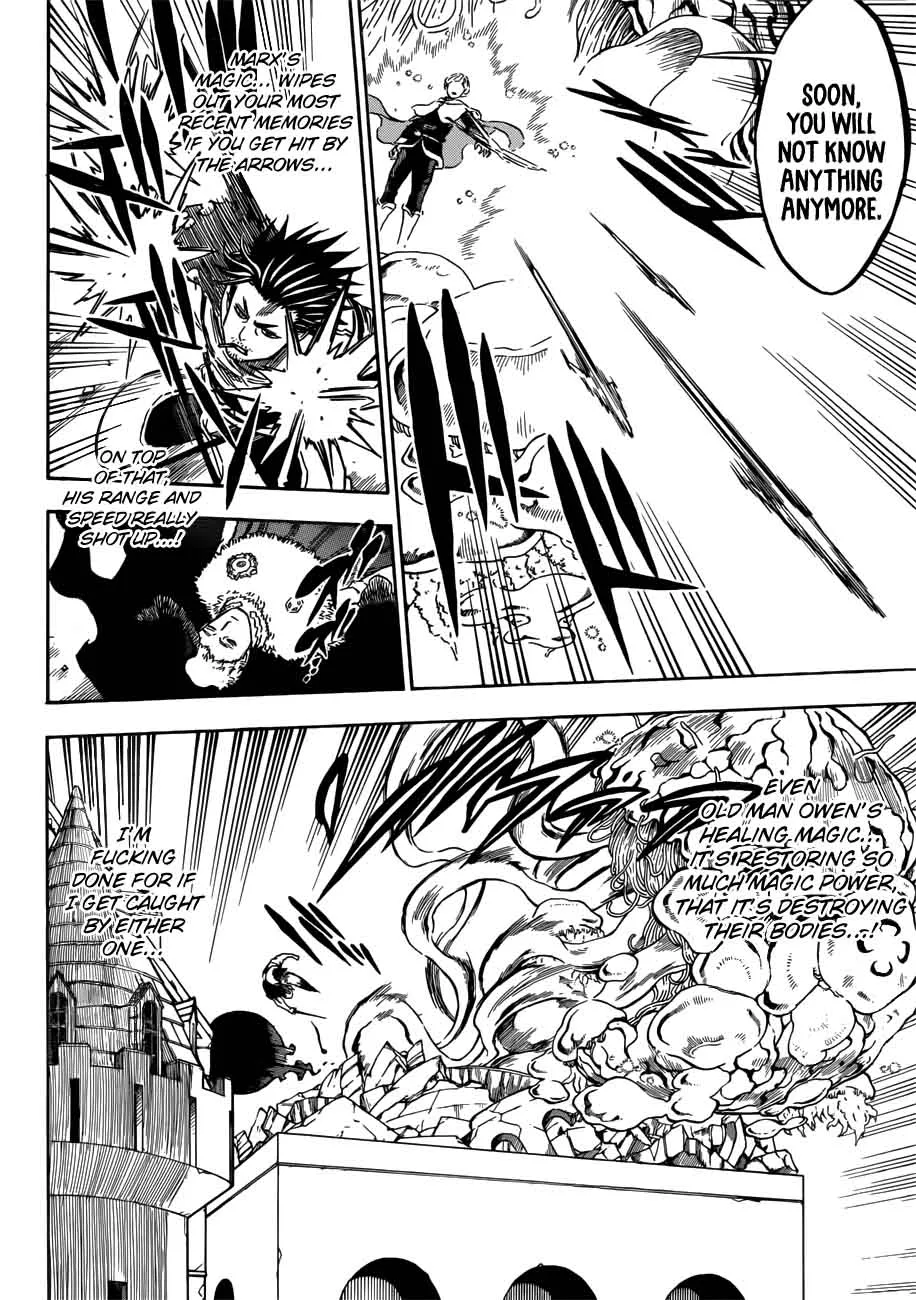 SOON,
YOU WILL
NOT KNOW
ANYTHING
ANYMORE.
MARX'S
MAGIC... WIPES
OUT YOUR MOST
RECENT MEMORIES
IF YOU GET HIT BY
THE ARROWS...
ON TOP
OF THAT,
HIS RANGE AND
SPEED REALLY
SHOT UP...!
EVEN
OLD MAN OWEN'S
HEALING MAGIC...
IT'S RESTORING SO
MUCH MAGIC POWER,
THAT IT'S DESTROYING
THEIR BODIES...!
I'M
FUCKING
DONE FOR IF
I GET CAUGHT
BY EITHER
ONE...!